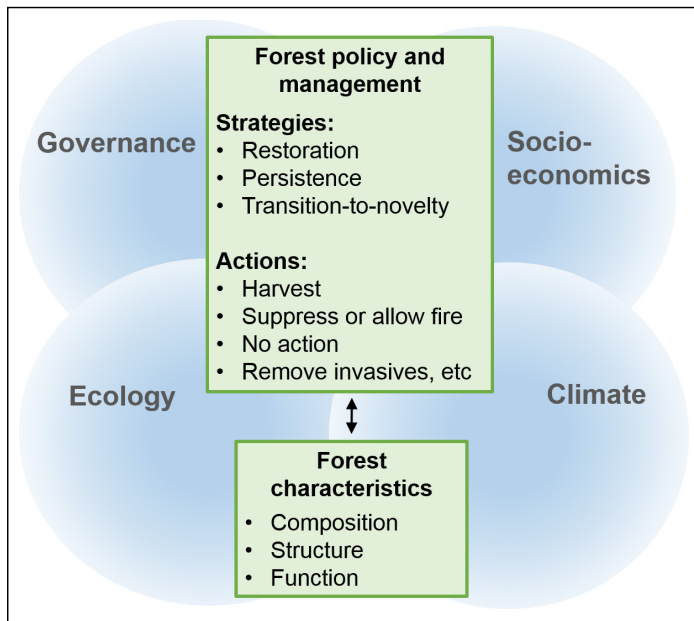 Forest policy and
management
Strategies:
• Restoration
• Persistence
• Transition-to-novelty
Actions:
• Harvest
• Suppress or allow fire
• No action
• Remove invasives, etc
Governance
Socio-
economics
Ecology
Climate
Forest
characteristics
• Composition
• Structure
• Function